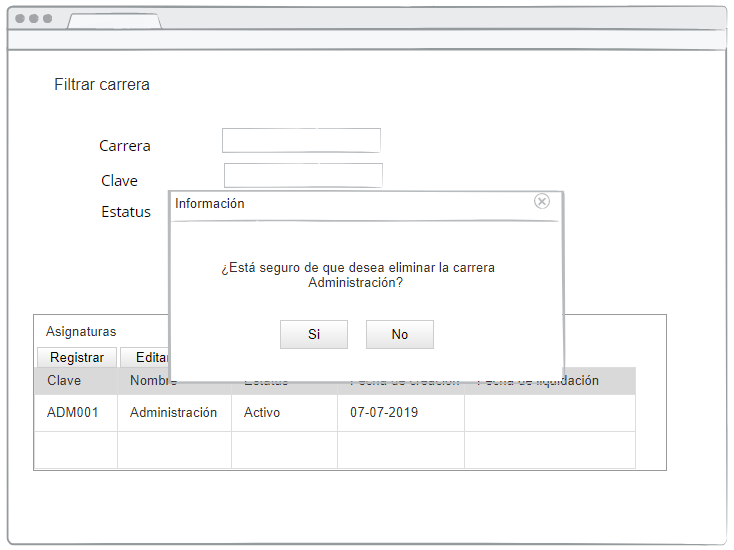 Filtrar carrera
Carrera
Clave
Estatus
Información
¿Está seguro de que desea eliminar la carrera
Administración?
Si No
Asignaturas
Registrar Editar
Clave Nombre Estatus Fecha de creación Fecha de liquidación
ADM001 Administración Activo 07-07-2019